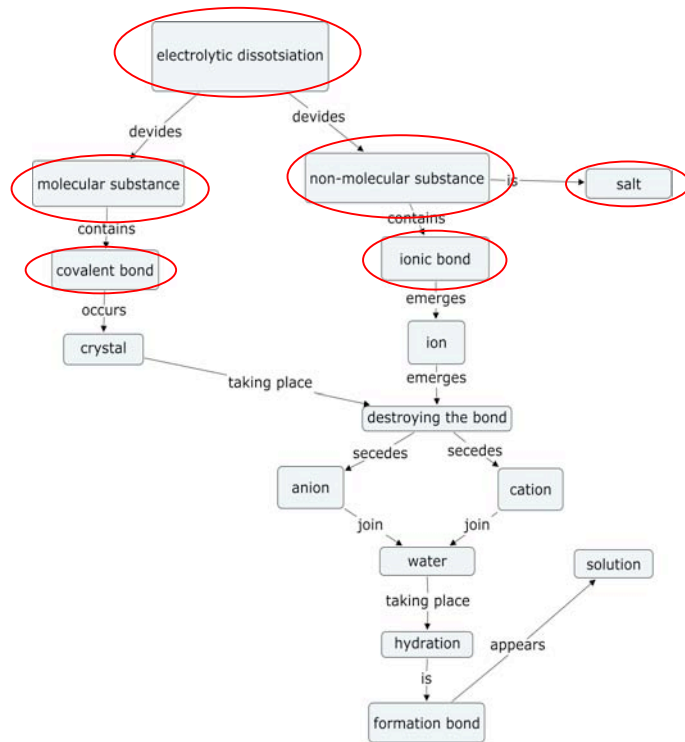 electrolytic dissotsiation
devides
devides
molecular substance
non-molecular substance
is
salt
contains
contains
covalent bond
ionic bond
occurs
emerges
crystal
ion
taking place
emerges
destroying the bond
secedes
secedes
anion
cation
join
join
water
solution
taking place
hydration
appears
is
formation bond